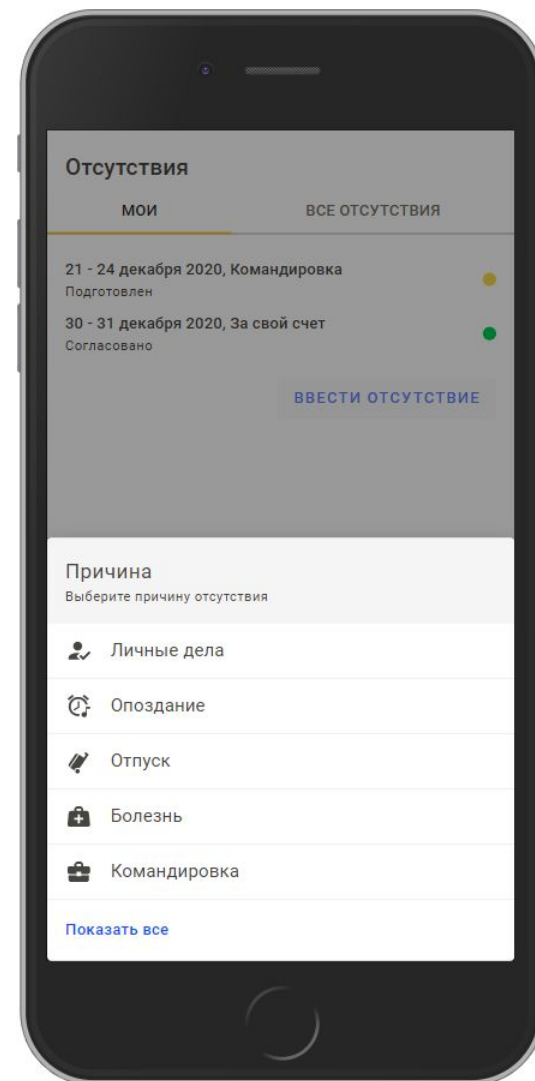 Отсутствия
МОИ
ВСЕ ОТСУТСТВИЯ
21 - 24 декабря 2020, Командировка
Подготовлен
30 - 31 декабря 2020, За свой счет
Согласовано
ВВЕСТИ ОТСУТСТВИЕ
Причина
Выберите причину отсутствия
Личные дела
Опоздание
Отпуск
Болезнь
Командировка
Показать все